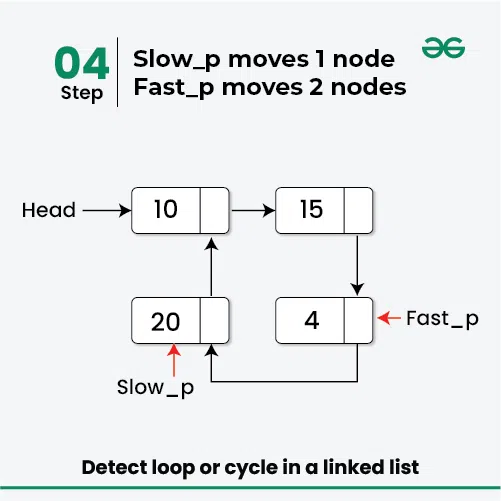 04
Step
Slow_p moves 1 node
Fast_p moves 2 nodes
Head
10
15
20
4
Fast_p
Slow_p
Detect loop or cycle in a linked list